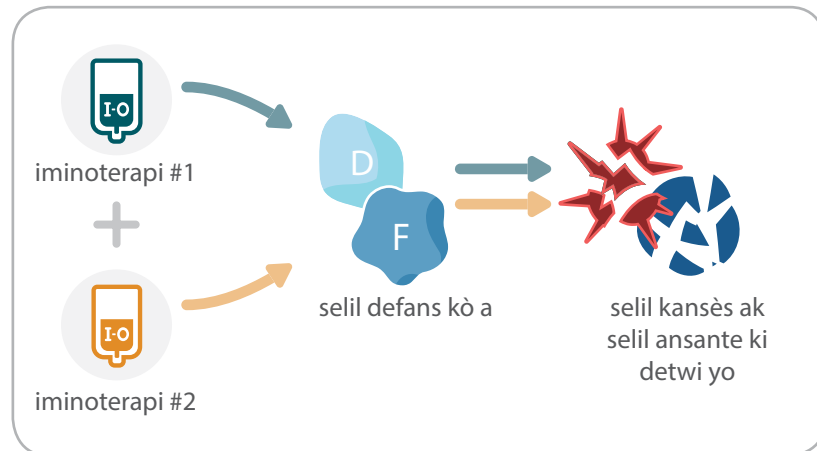 I-O
iminoterapi #1
I-O
iminoterapi #2
D
F
selil defans kò a
selil kansès ak
selil ansante ki
detwi yo